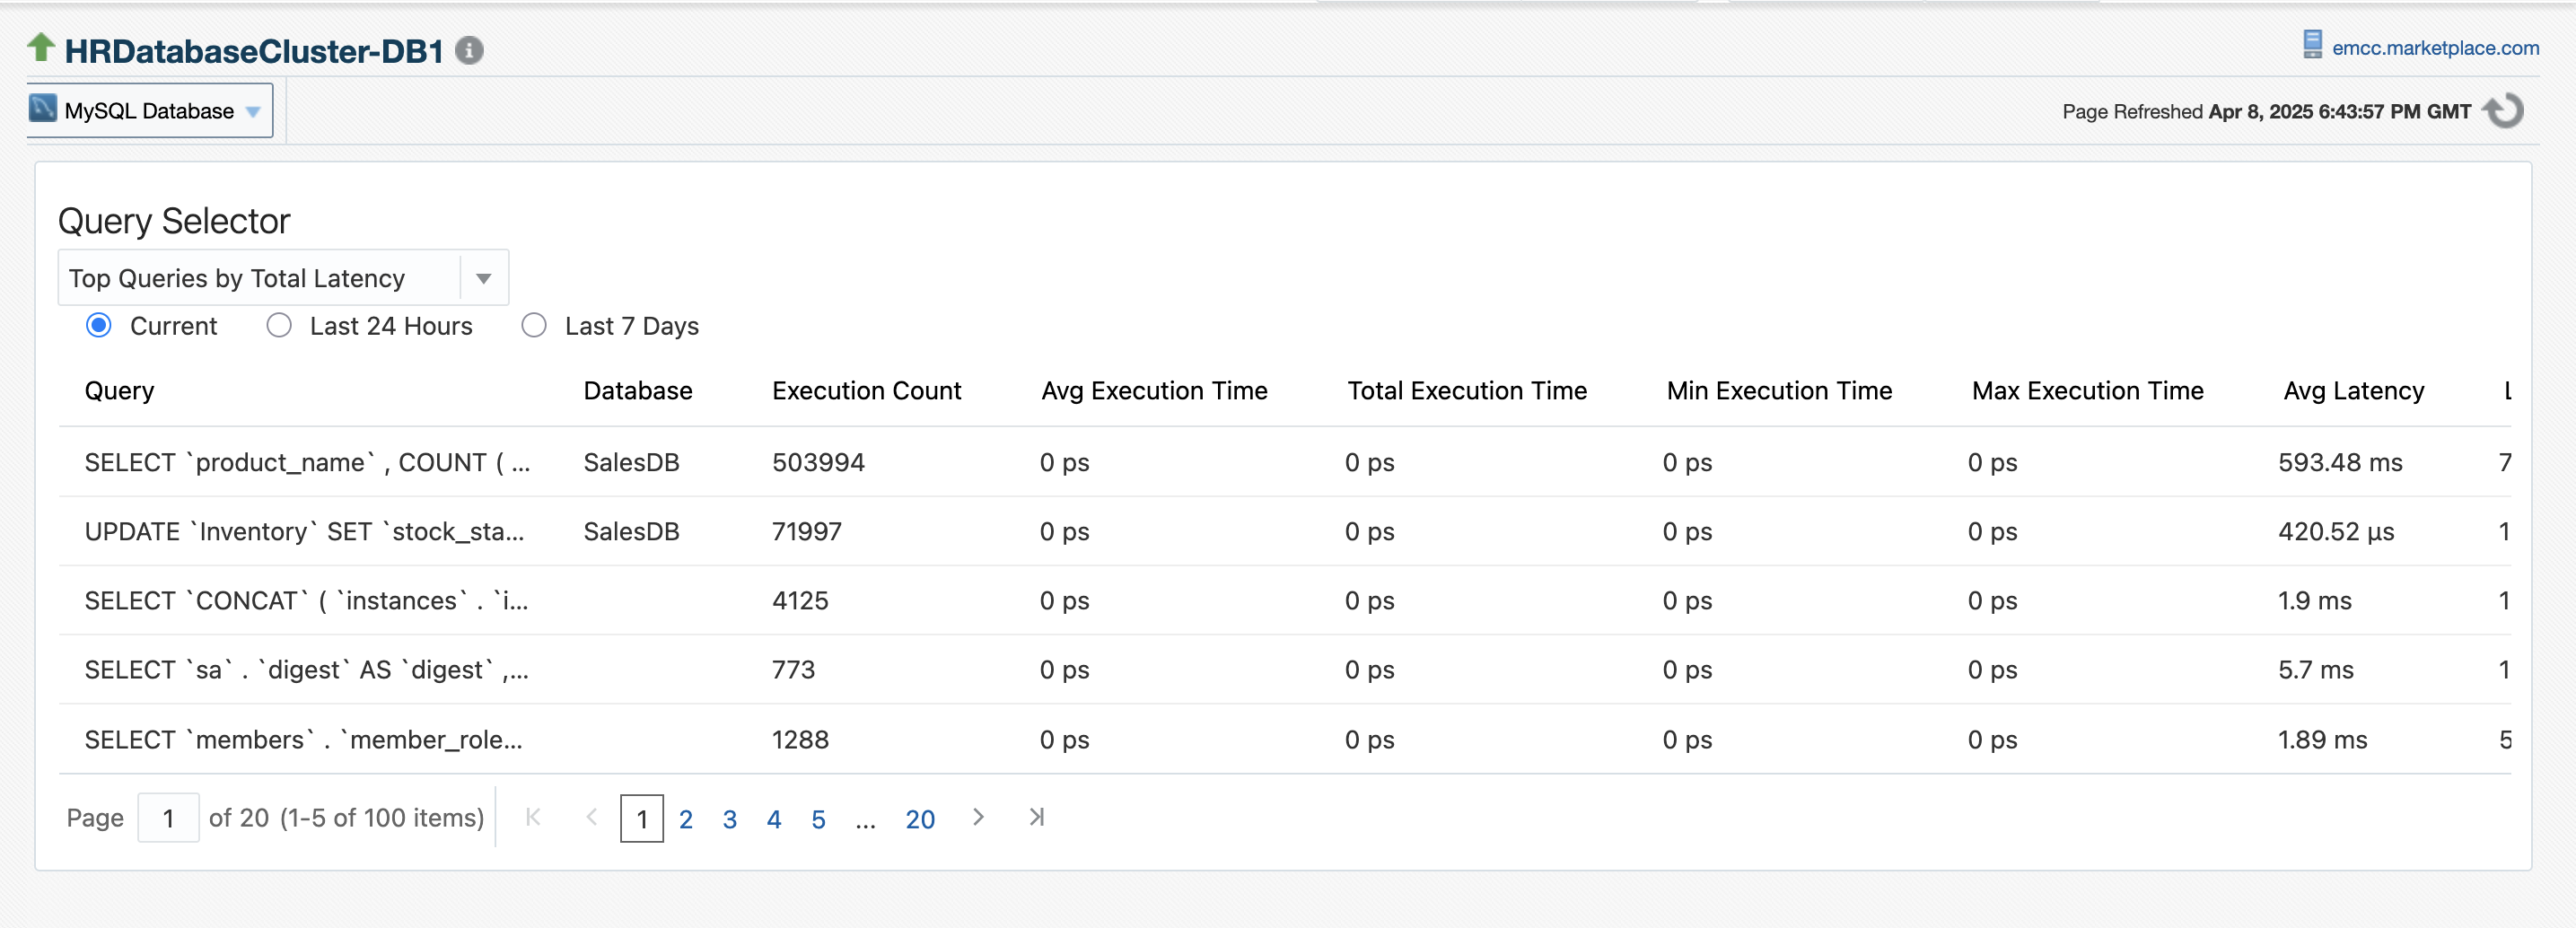 HRDatabaseCluster-DB1
emcc.marketplace.com
MySQL Database
Page Refreshed Apr 8, 2025 6:43:57 PM GMT
Query Selector
Top Queries by Total Latency
Current Last 24 Hours Last 7 Days
Query Database Execution Count Avg Execution Time Total Execution Time Min Execution Time Max Execution Time Avg Latency
SELECT `product_name` , COUNT ( ... SalesDB 503994 0 ps 0 ps 0 ps 0 ps 593.48 ms 7
UPDATE `Inventory` SET `stock_sta... SalesDB 71997 0 ps 0 ps 0 ps 0 ps 420.52 µs 1
SELECT `CONCAT` ( `instances` . `i... 4125 0 ps 0 ps 0 ps 0 ps 1.9 ms 1
SELECT `sa` . `digest` AS `digest` ,... 773 0 ps 0 ps 0 ps 0 ps 5.7 ms 1
SELECT `members` . `member_role... 1288 0 ps 0 ps 0 ps 0 ps 1.89 ms 5
Page 1 of 20 (1-5 of 100 items) 1 2 3 4 5 ... 20